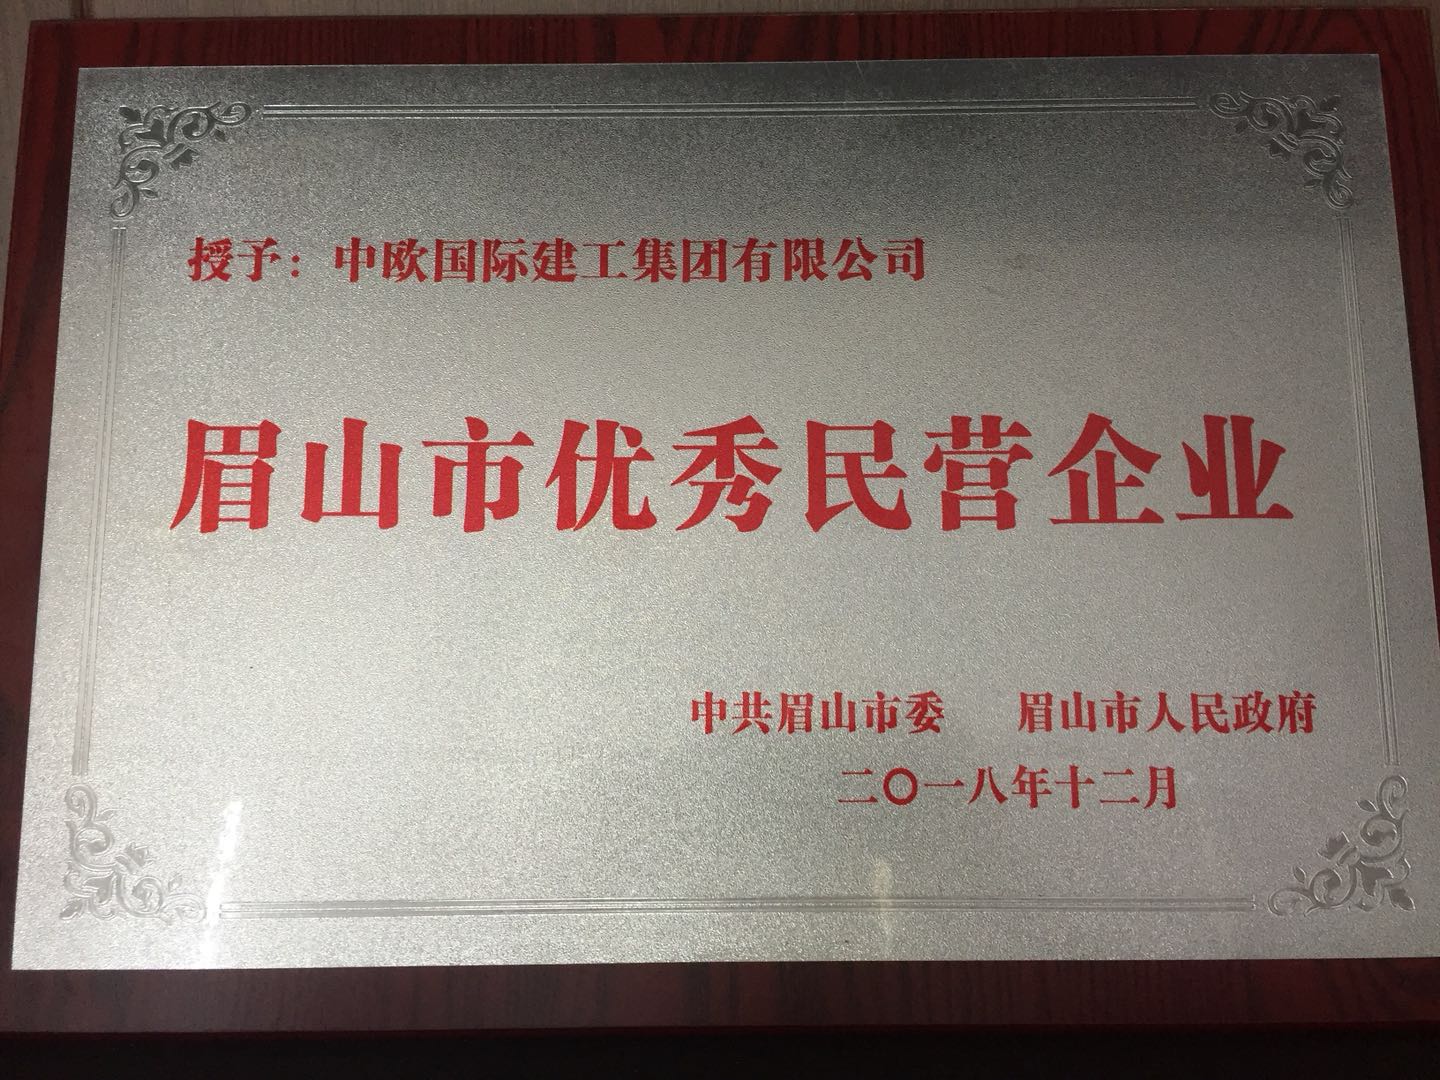 授予：中欧国际建工集团有限公司
眉山市优秀民营企业
中共眉山市委 眉山市人民政府
二〇一八年十二月